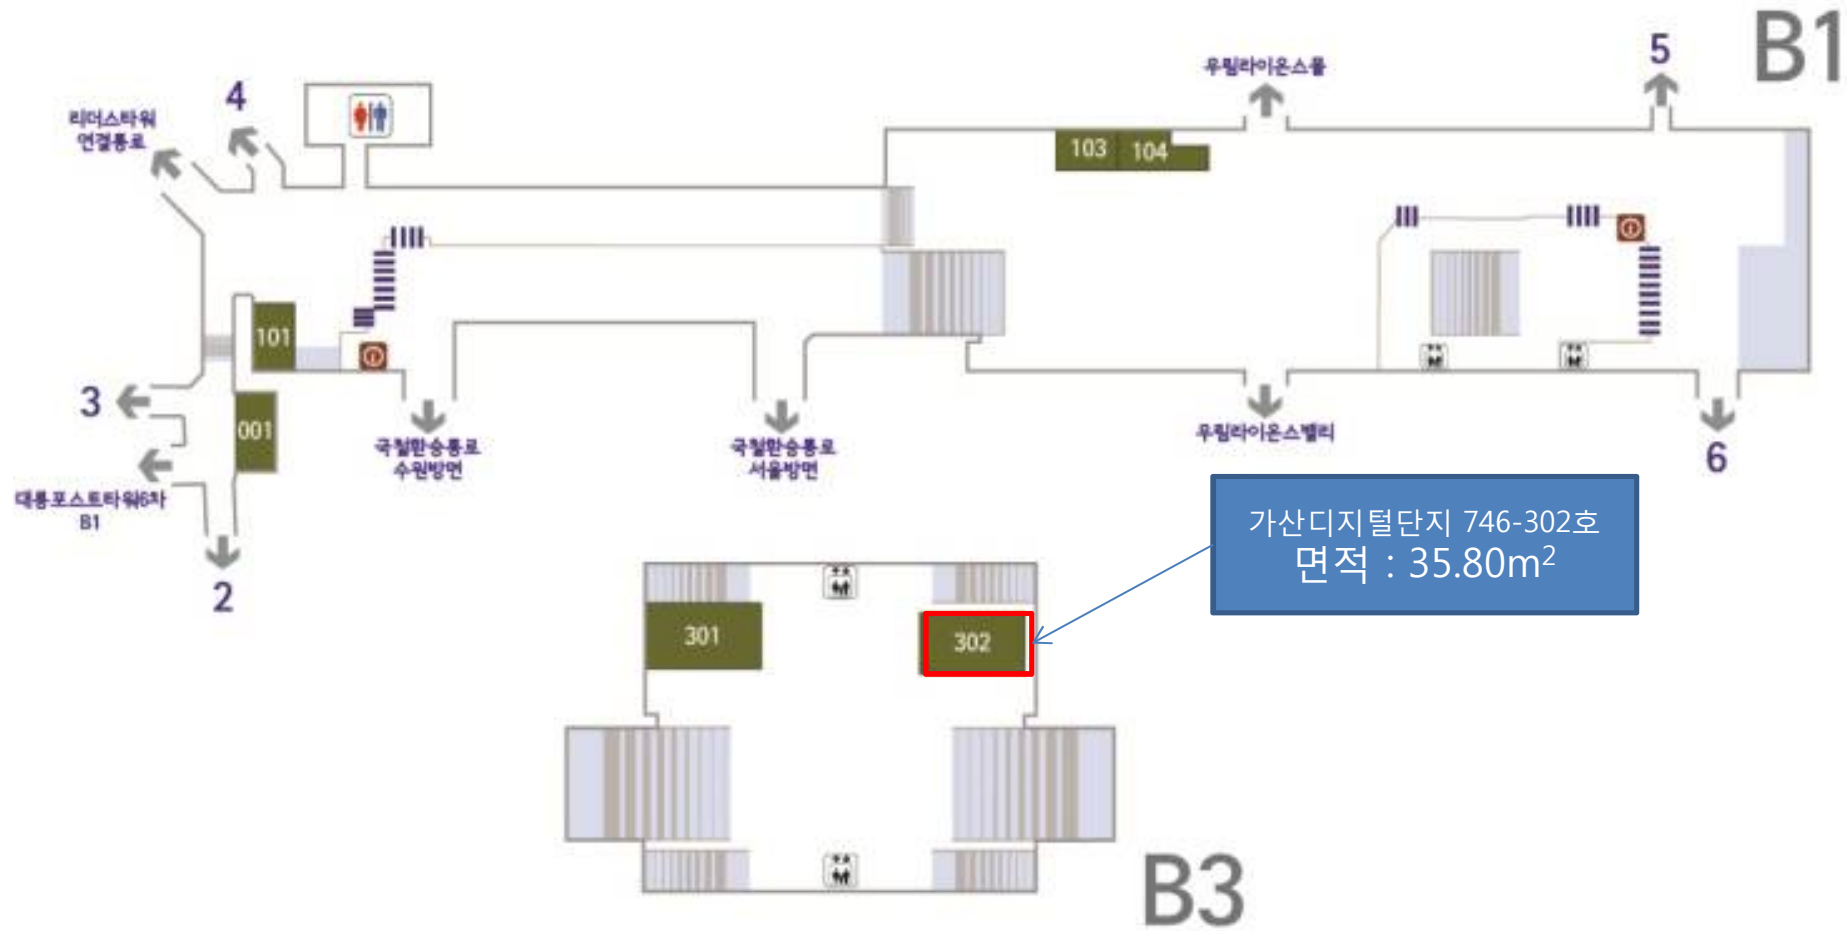 B1
5
우림라이온스몰
4
리더스타워
연결통로
103
104
101
3
001
국철환승통로
수원방면
국철환승통로
서울방면
우림라이온스밸리
6
대륭포스트타워6차
B1
2
가산디지털단지 746-302호
면적 : 35.80m²
301
302
B3